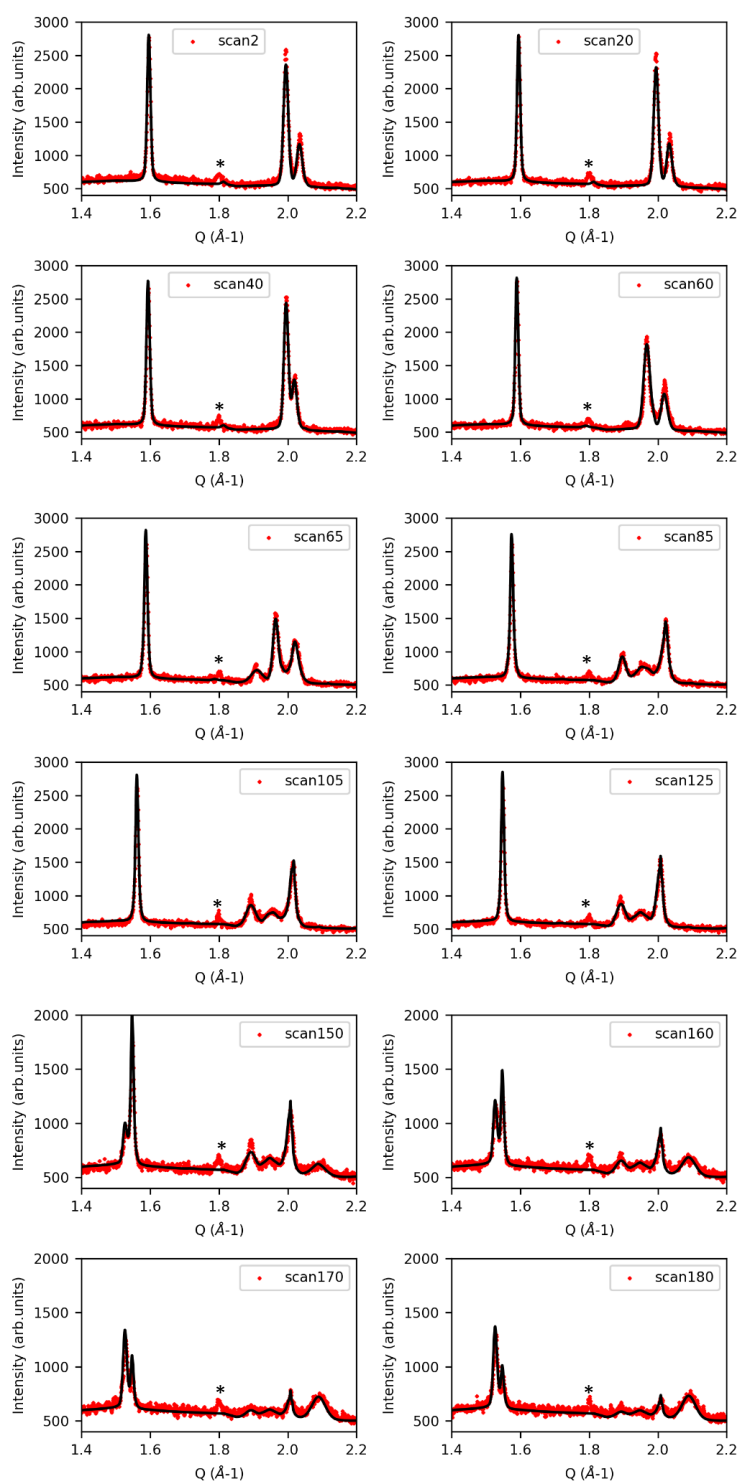 3000
2500
2000
1500
1000
500
Intensity (arb.units)
scan2
*
1.4 1.6 1.8 2.0 2.2
Q (Å-1)
3000
2500
2000
1500
1000
500
Intensity (arb.units)
scan20
*
1.4 1.6 1.8 2.0 2.2
Q (Å-1)
3000
2500
2000
1500
1000
500
Intensity (arb.units)
scan40
*
1.4 1.6 1.8 2.0 2.2
Q (Å-1)
3000
2500
2000
1500
1000
500
Intensity (arb.units)
scan60
*
1.4 1.6 1.8 2.0 2.2
Q (Å-1)
3000
2500
2000
1500
1000
500
Intensity (arb.units)
scan65
*
1.4 1.6 1.8 2.0 2.2
Q (Å-1)
3000
2500
2000
1500
1000
500
Intensity (arb.units)
scan85
*
1.4 1.6 1.8 2.0 2.2
Q (Å-1)
3000
2500
2000
1500
1000
500
Intensity (arb.units)
scan105
*
1.4 1.6 1.8 2.0 2.2
Q (Å-1)
3000
2500
2000
1500
1000
500
Intensity (arb.units)
scan125
*
1.4 1.6 1.8 2.0 2.2
Q (Å-1)
2000
1500
1000
500
Intensity (arb.units)
scan150
*
1.4 1.6 1.8 2.0 2.2
Q (Å-1)
2000
1500
1000
500
Intensity (arb.units)
scan160
*
1.4 1.6 1.8 2.0 2.2
Q (Å-1)
2000
1500
1000
500
Intensity (arb.units)
scan170
*
1.4 1.6 1.8 2.0 2.2
Q (Å-1)
2000
1500
1000
500
Intensity (arb.units)
scan180
*
1.4 1.6 1.8 2.0 2.2
Q (Å-1)